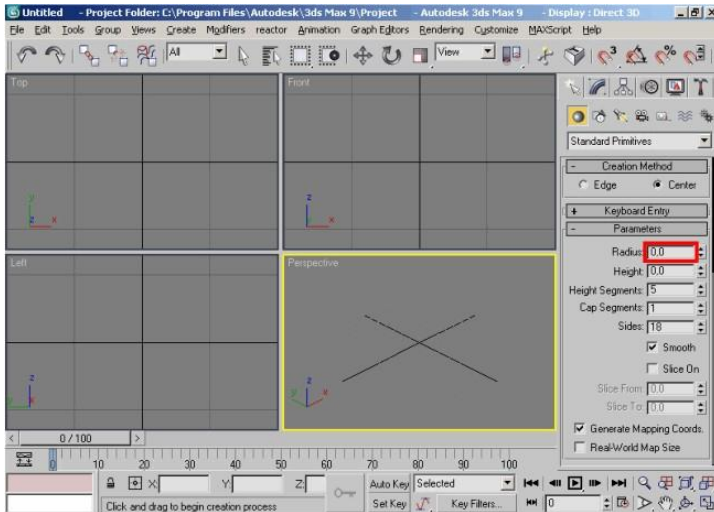 Untitled - Project Folder: C:\Program Files\Autodesk\3ds Max 9\Project - Autodesk 3ds Max 9 - Display : Direct 3D
File Edit Tools Group Views Create Modifiers reactor Animation Graph Editors Rendering Customize MAXScript Help
All View
Top Front
Standard Primitives
- Creation Method
Edge Center
+ Keyboard Entry
- Parameters
y z
z x y x
Left Perspective
Radius: 0,0
Height: 0,0
Height Segments: 5
Cap Segments: 1
Sides: 18
Smooth
Slice On
z z
y x y x
Slice From: 0,0
Slice To: 0,0
< 0 / 100 >
Generate Mapping Coords.
Real-World Map Size
0 10 20 30 40 50 60 70 80 90 100
X: Y: Z: Auto Key Selected
Click and drag to begin creation process Set Key Key Filters... 0